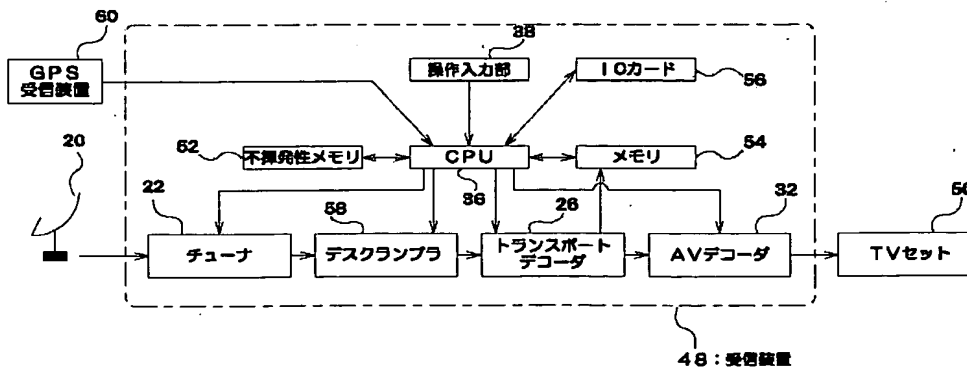 60
38
GPS
受信装置
操作入力部
ICカード
56
20
52
不揮発性メモリ
CPU
メモリ
54
36
22
58
26
32
56
チューナ
デスクランブラ
トランスポート
デコーダ
AVデコーダ
TVセット
48:受信装置